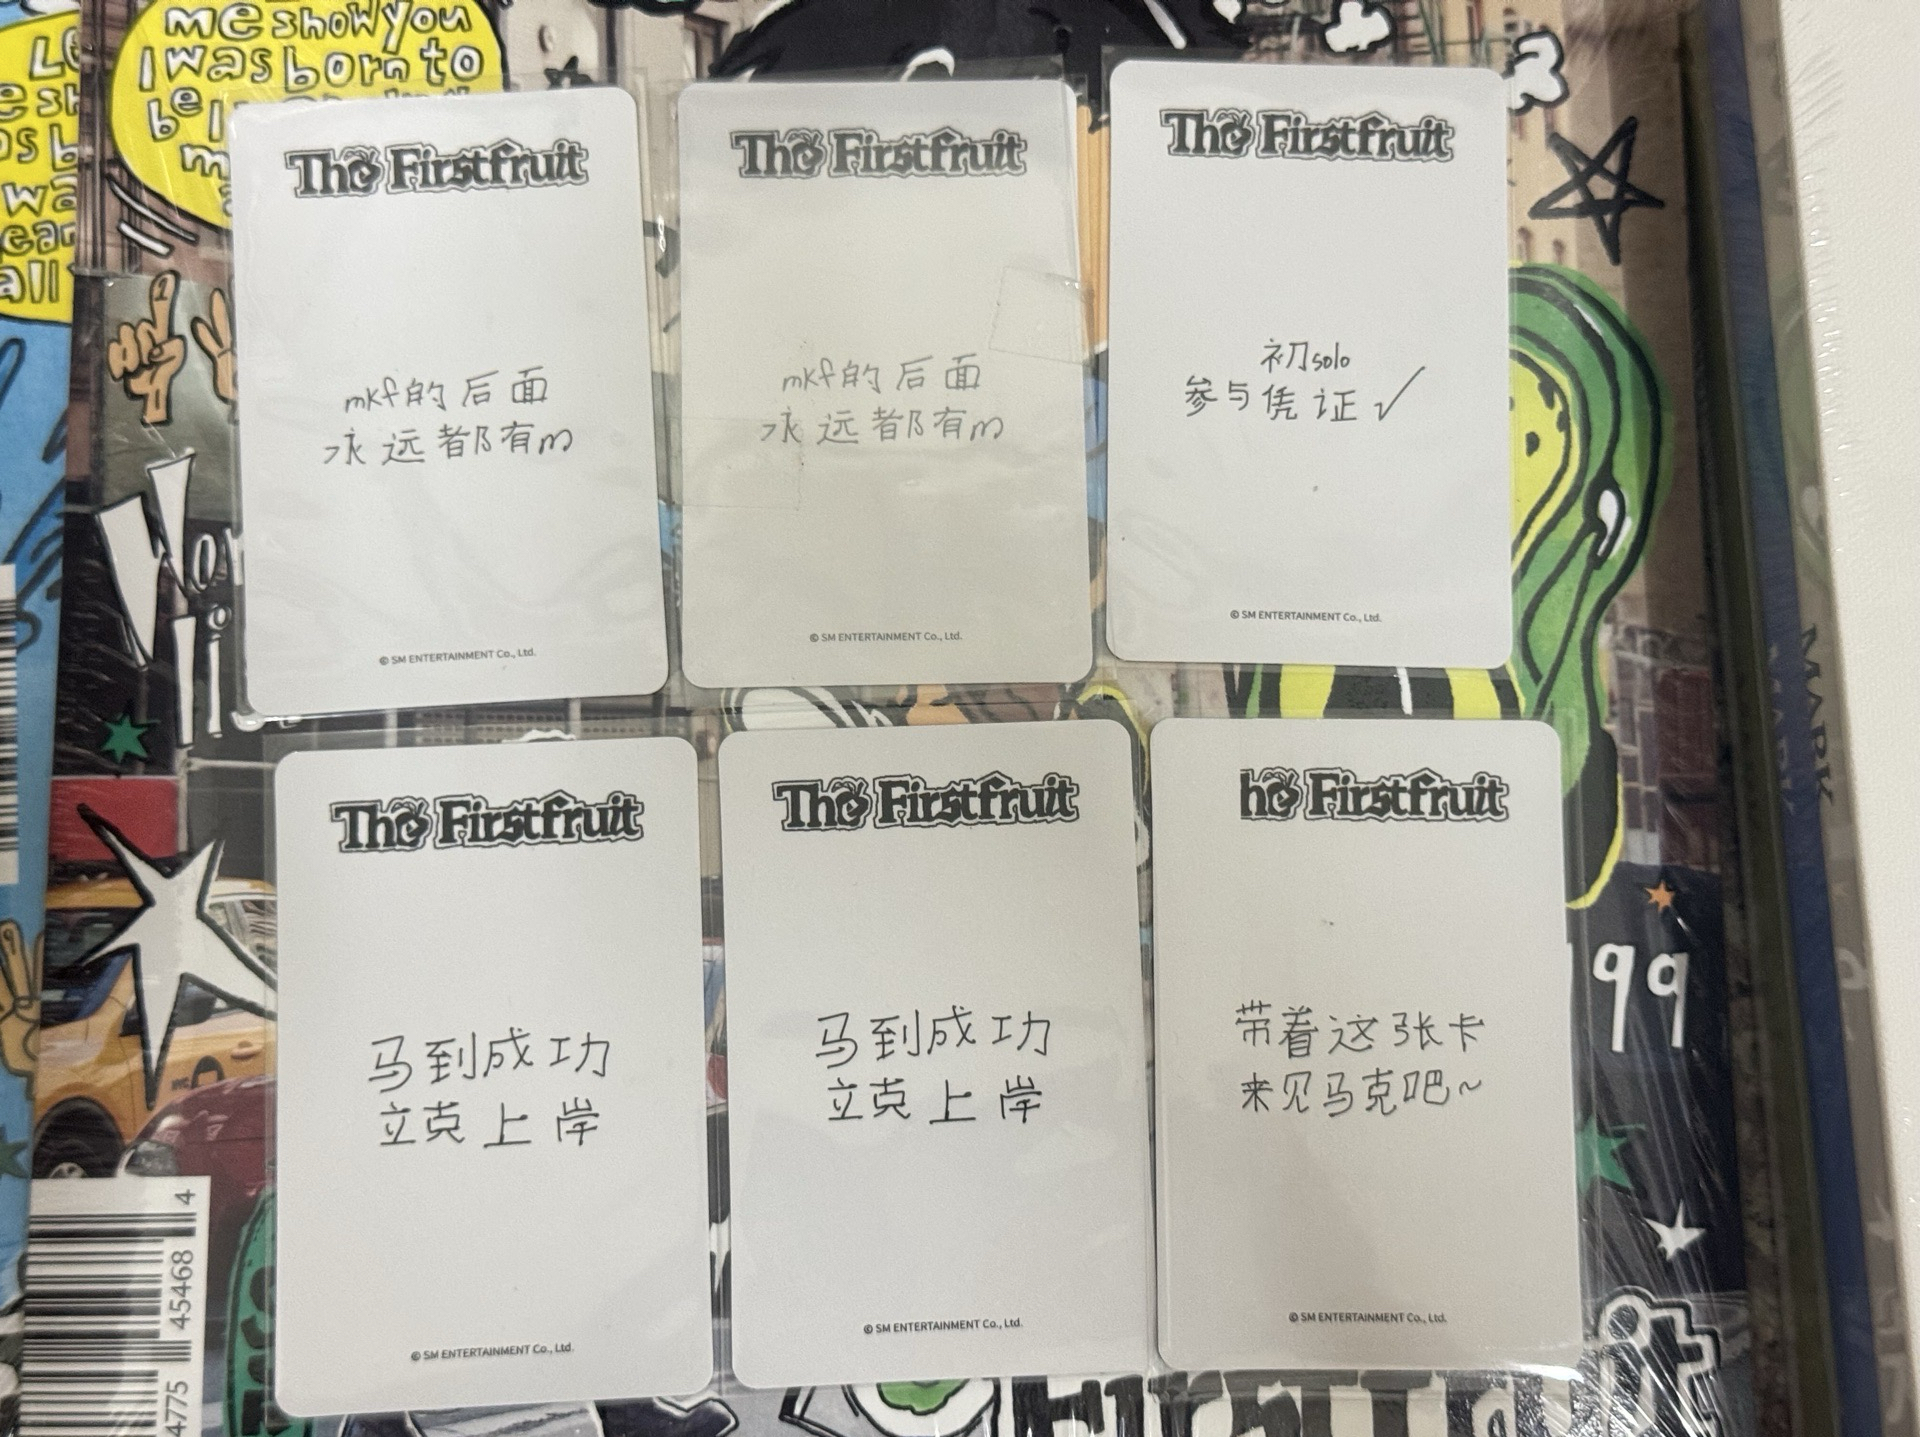 me show you
I was born to
The Firstfruit
mkf的后面
永远都有m
© SM ENTERTAINMENT Co., Ltd.
The Firstfruit
mkf的后面
永远都有m
© SM ENTERTAINMENT Co., Ltd.
The Firstfruit
初solo
参与凭证✓
© SM ENTERTAINMENT Co., Ltd.
The Firstfruit
马到成功
立克上岸
© SM ENTERTAINMENT Co., Ltd.
The Firstfruit
马到成功
立克上岸
© SM ENTERTAINMENT Co., Ltd.
he Firstfruit
带着这张卡
来见马克吧~
© SM ENTERTAINMENT Co., Ltd.
99
MARK
4775 45468 4
Firstfruit